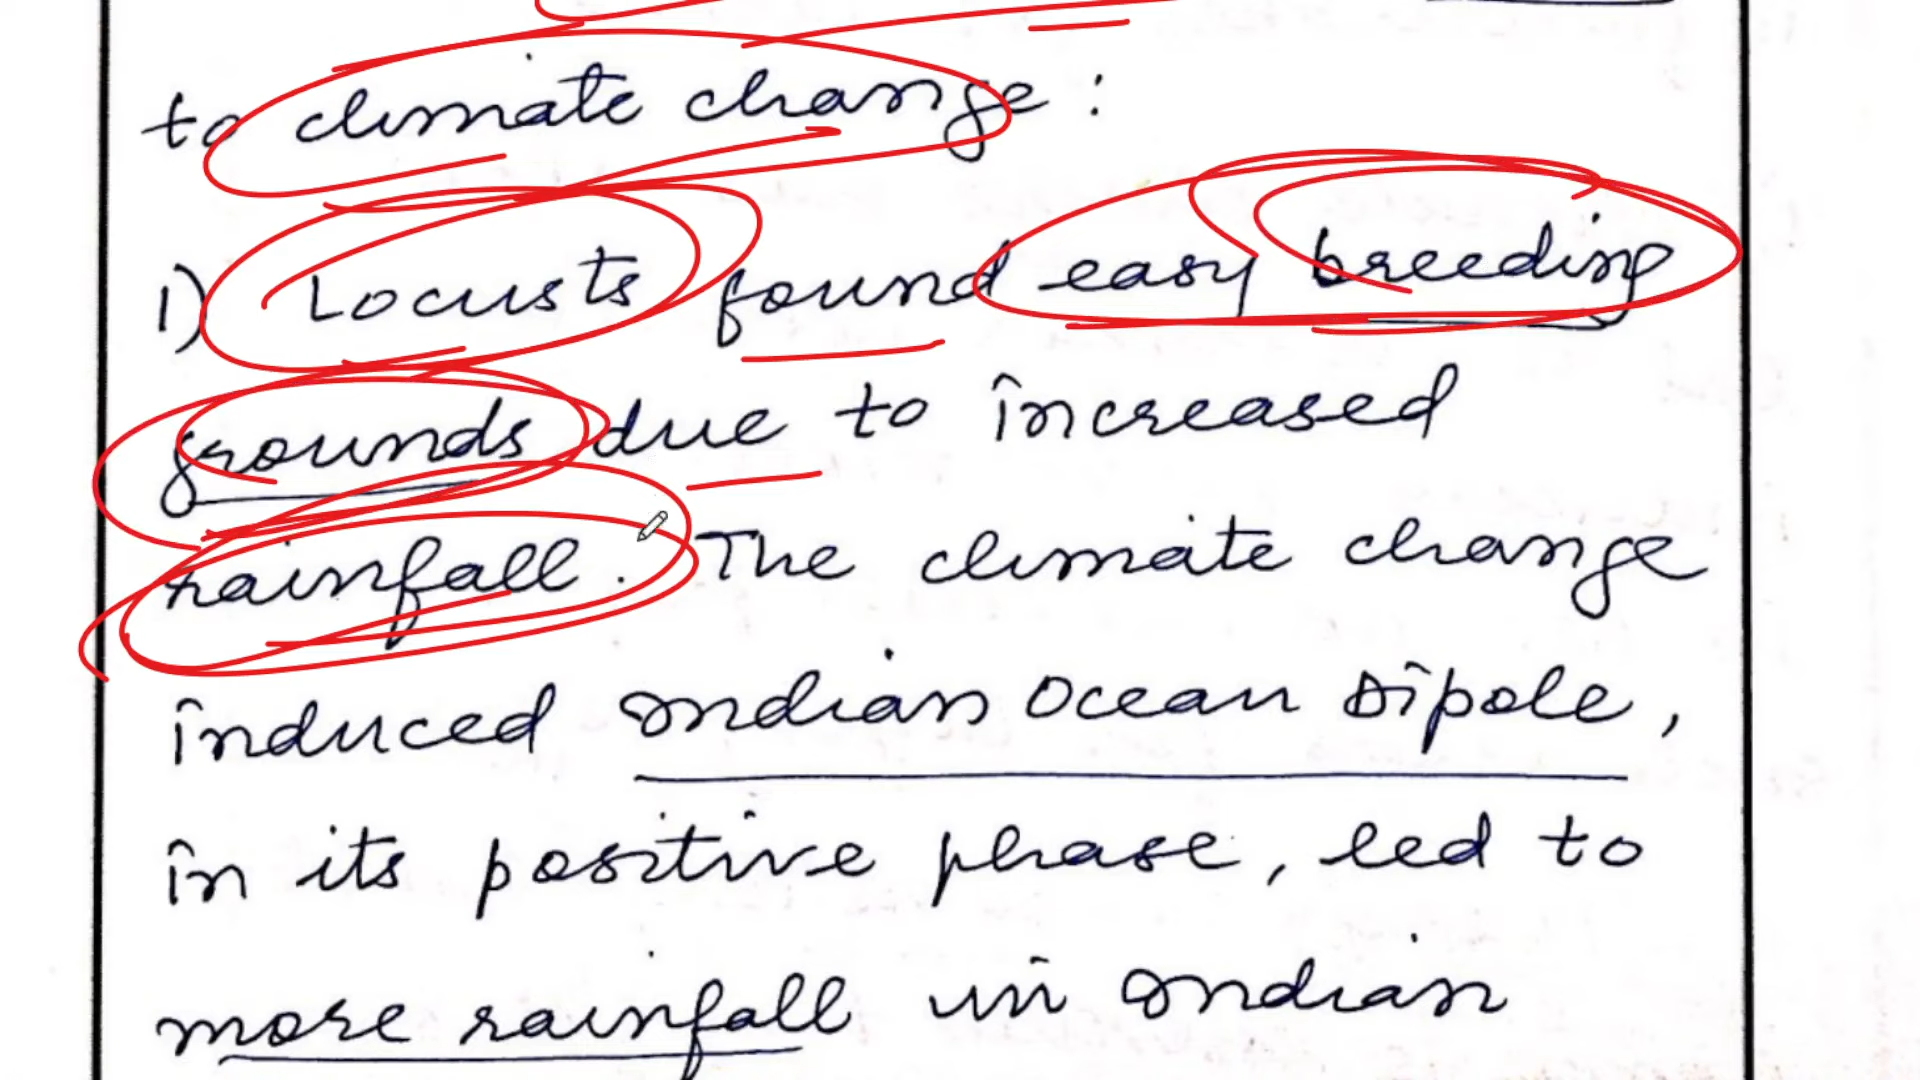 to climate change :
1) Locusts found easy breeding
grounds due to increased
rainfall. The climate change
induced Indian Ocean Dipole,
in its positive phase, led to
more rainfall in Indian